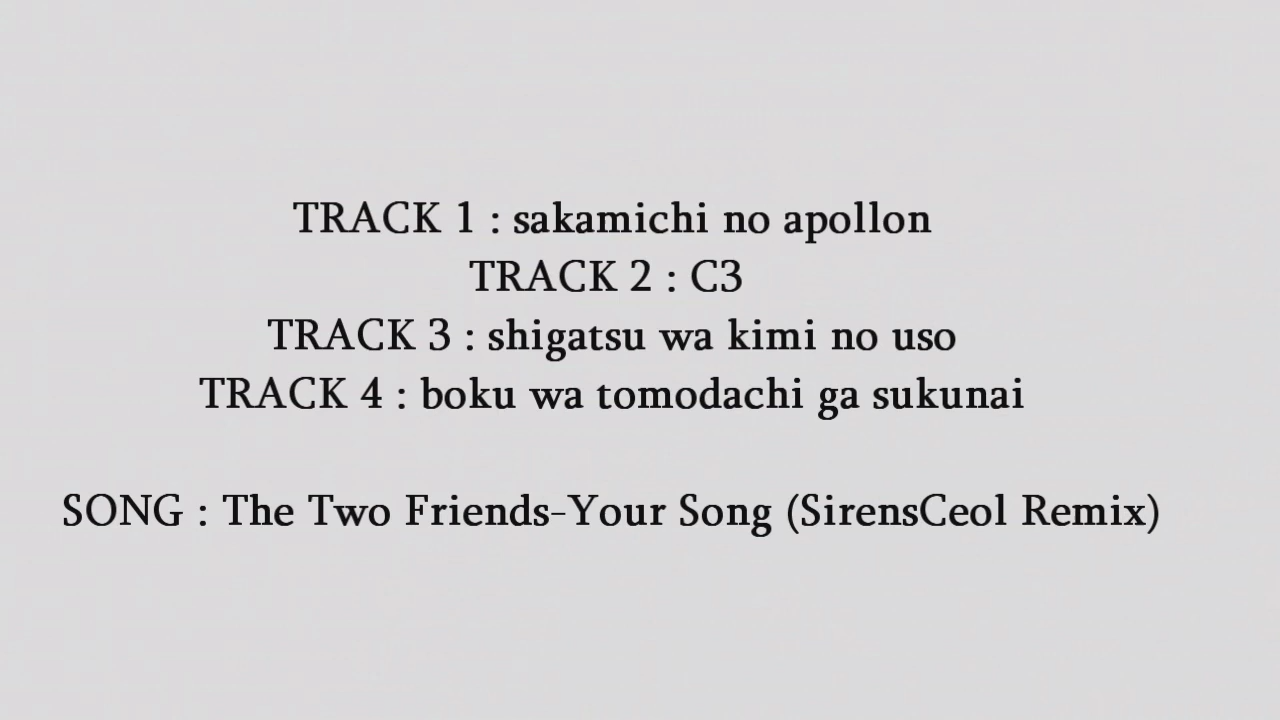 TRACK 1 : sakamichi no apollon
TRACK 2 : C3
TRACK 3 : shigatsu wa kimi no uso
TRACK 4 : boku wa tomodachi ga sukunai
SONG : The Two Friends-Your Song (SirensCeol Remix)